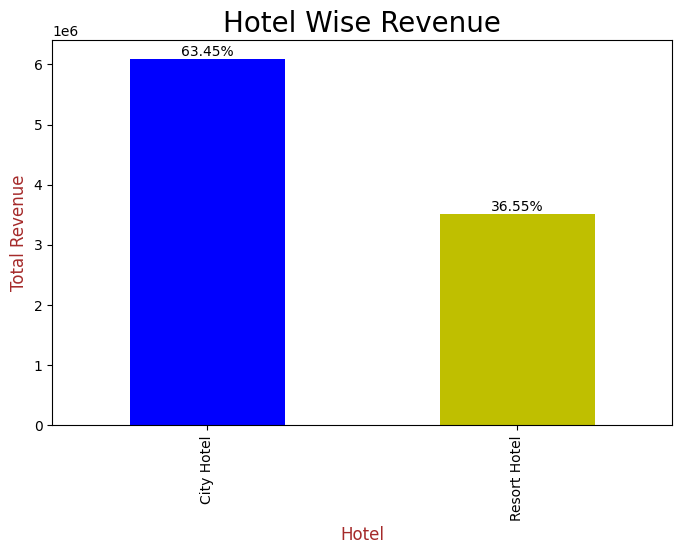 Hotel Wise Revenue
1e6
63.45%
36.55%
6
5
4
3
2
1
0
Total Revenue
City Hotel
Resort Hotel
Hotel